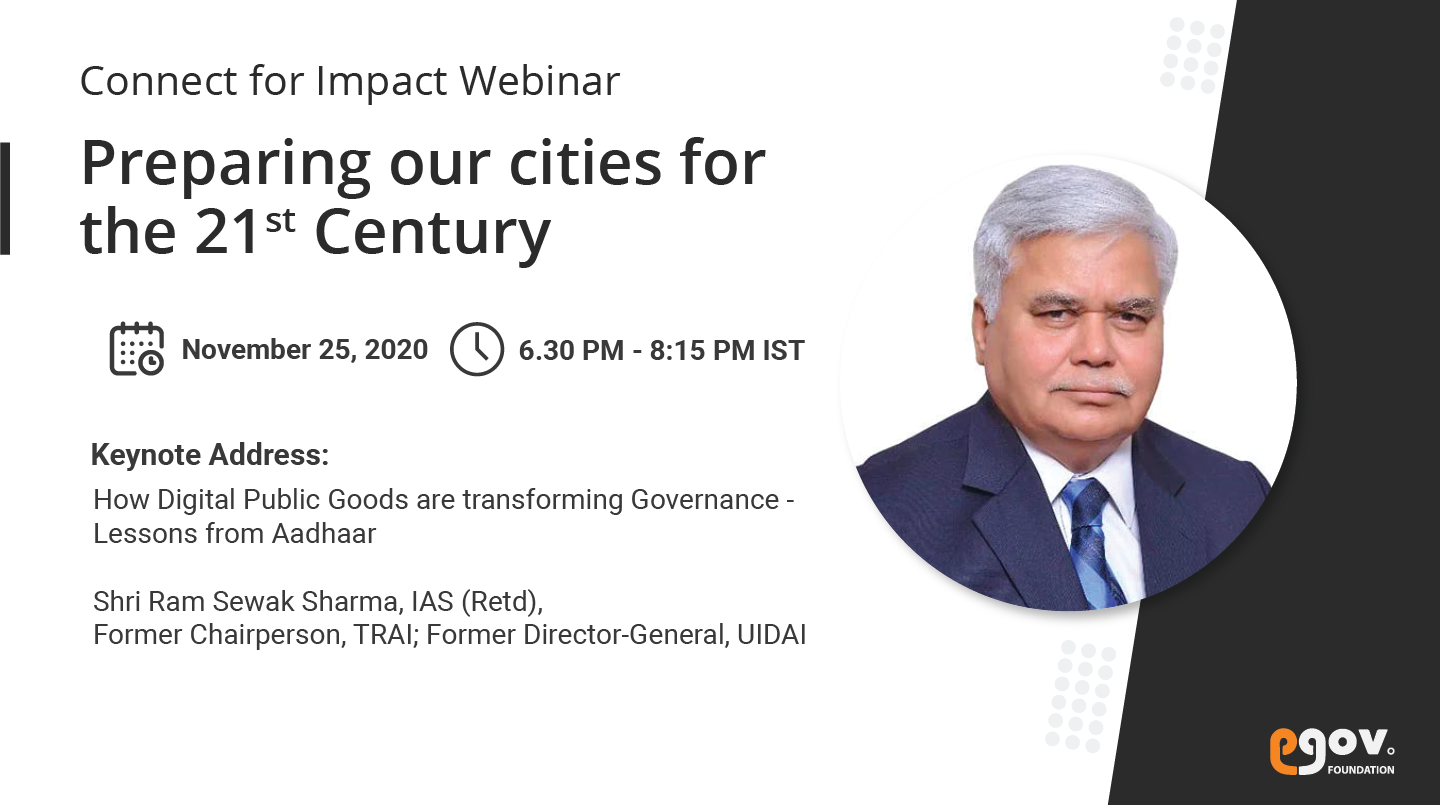 Connect for Impact Webinar
Preparing our cities for
the 21st Century
November 25, 2020
6.30 PM - 8:15 PM IST
Keynote Address:
How Digital Public Goods are transforming Governance -
Lessons from Aadhaar
Shri Ram Sewak Sharma, IAS (Retd),
Former Chairperson, TRAI; Former Director-General, UIDAI
egov
FOUNDATION